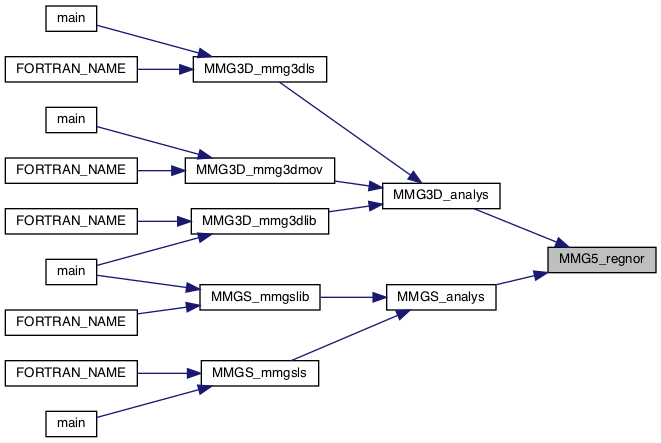 main
FORTRAN_NAME
MMG3D_mmg3dls
main
FORTRAN_NAME
MMG3D_mmg3dmov
MMG3D_analys
FORTRAN_NAME
MMG3D_mmg3dlib
MMG5_regnor
main
MMGS_mmgslib
MMGS_analys
FORTRAN_NAME
FORTRAN_NAME
MMGS_mmgsls
main